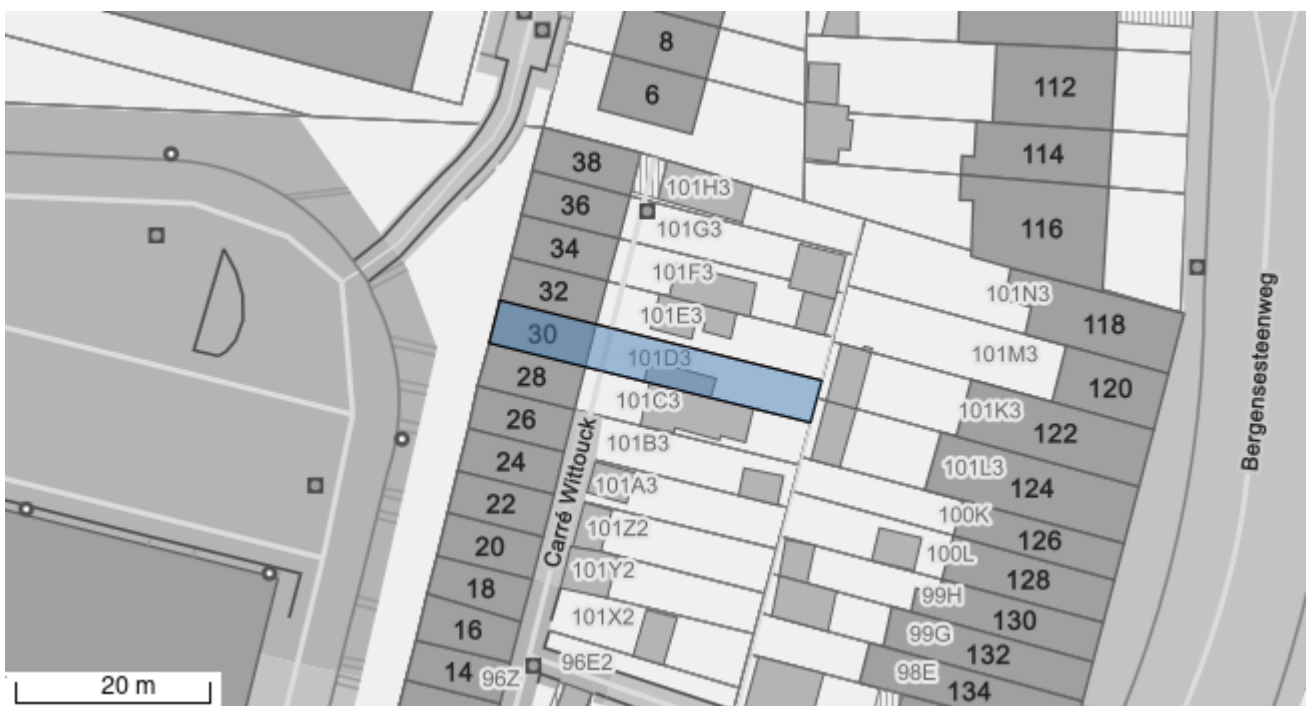 8
6
112
114
116
38
36
34
32
30
28
26
24
22
20
18
16
14
101H3
101G3
101F3
101E3
101D3
101C3
101B3
101A3
101Z2
101Y2
101X2
96Z
96E2
Carré Wittouck
101N3
118
101M3
120
101K3
122
101L3
124
100K
126
100L
128
99H
130
99G
132
98E
134
Bergensesteenweg
20 m